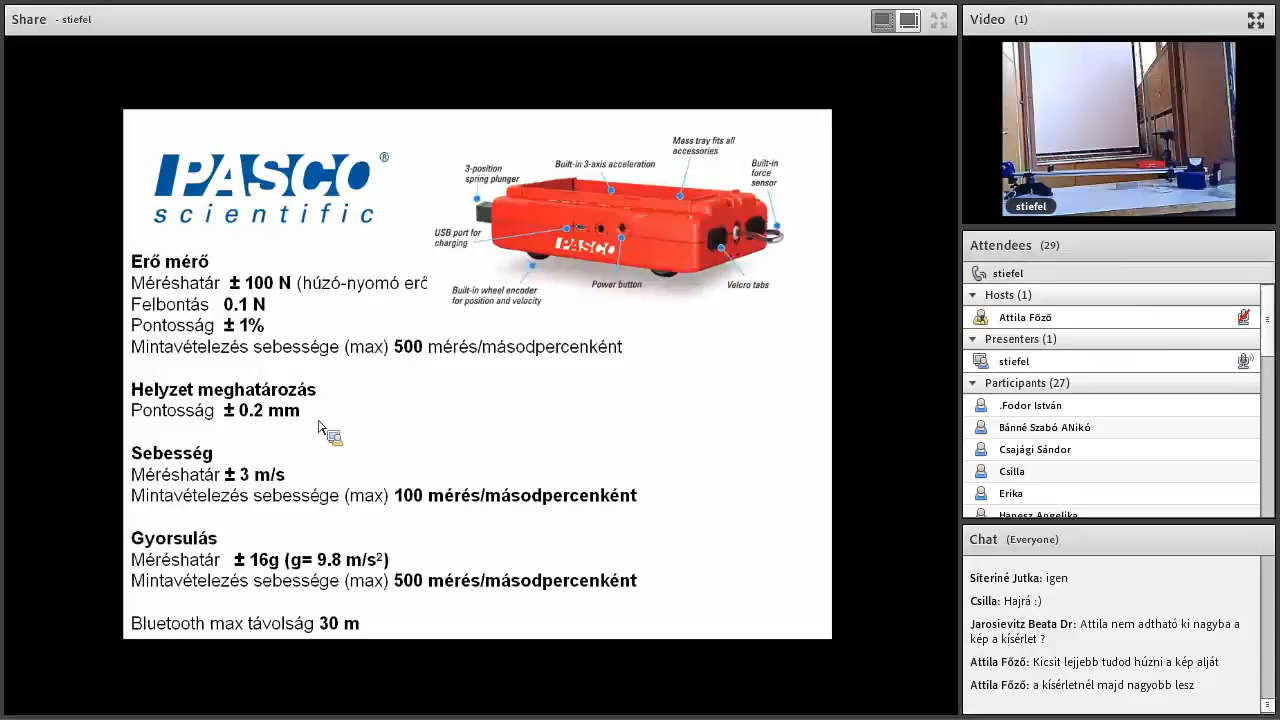 Share - stiefel
PASCO®
scientific
3-position
spring plunger
Built-in 3-axis acceleration
Mass tray fits all
accessories
Built-in
force
sensor
USB port for
charging
PASCO
Built-in wheel encoder
for position and velocity
Power button
Velcro tabs
Erő mérő
Méréshatár ± 100 N (húzó-nyomó erő
Felbontás 0.1 N
Pontosság ± 1%
Mintavételezés sebessége (max) 500 mérés/másodpercenként
Helyzet meghatározás
Pontosság ± 0.2 mm
Sebesség
Méréshatár ± 3 m/s
Mintavételezés sebessége (max) 100 mérés/másodpercenként
Gyorsulás
Méréshatár ± 16g (g= 9.8 m/s²)
Mintavételezés sebessége (max) 500 mérés/másodpercenként
Bluetooth max távolság 30 m
Video (1)
stiefel
Attendees (29)
stiefel
Hosts (1)
Attila Főző
Presenters (1)
stiefel
Participants (27)
.Fodor István
Bánné Szabó ANikó
Csajági Sándor
Csilla
Erika
Hanesz Angelika
Chat (Everyone)
Siteriné Jutka: igen
Csilla: Hajrá :)
Jarosievitz Beata Dr: Attila nem adtható ki nagyba a
kép a kísérlet ?
Attila Főző: Kicsit lejjebb tudod húzni a kép alját
Attila Főző: a kísérletnél majd nagyobb lesz